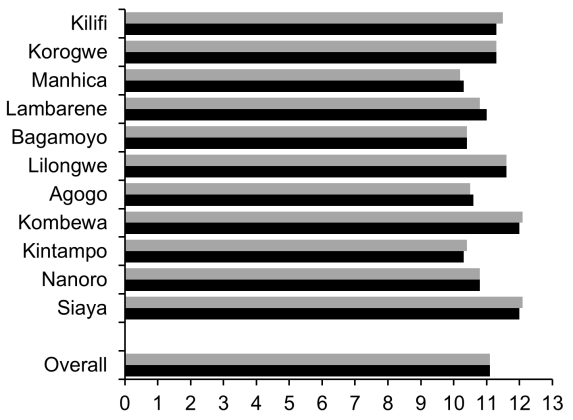 Kilifi
Korogwe
Manhica
Lambarene
Bagamoyo
Lilongwe
Agogo
Kombewa
Kintampo
Nanoro
Siaya
Overall
0 1 2 3 4 5 6 7 8 9 10 11 12 13